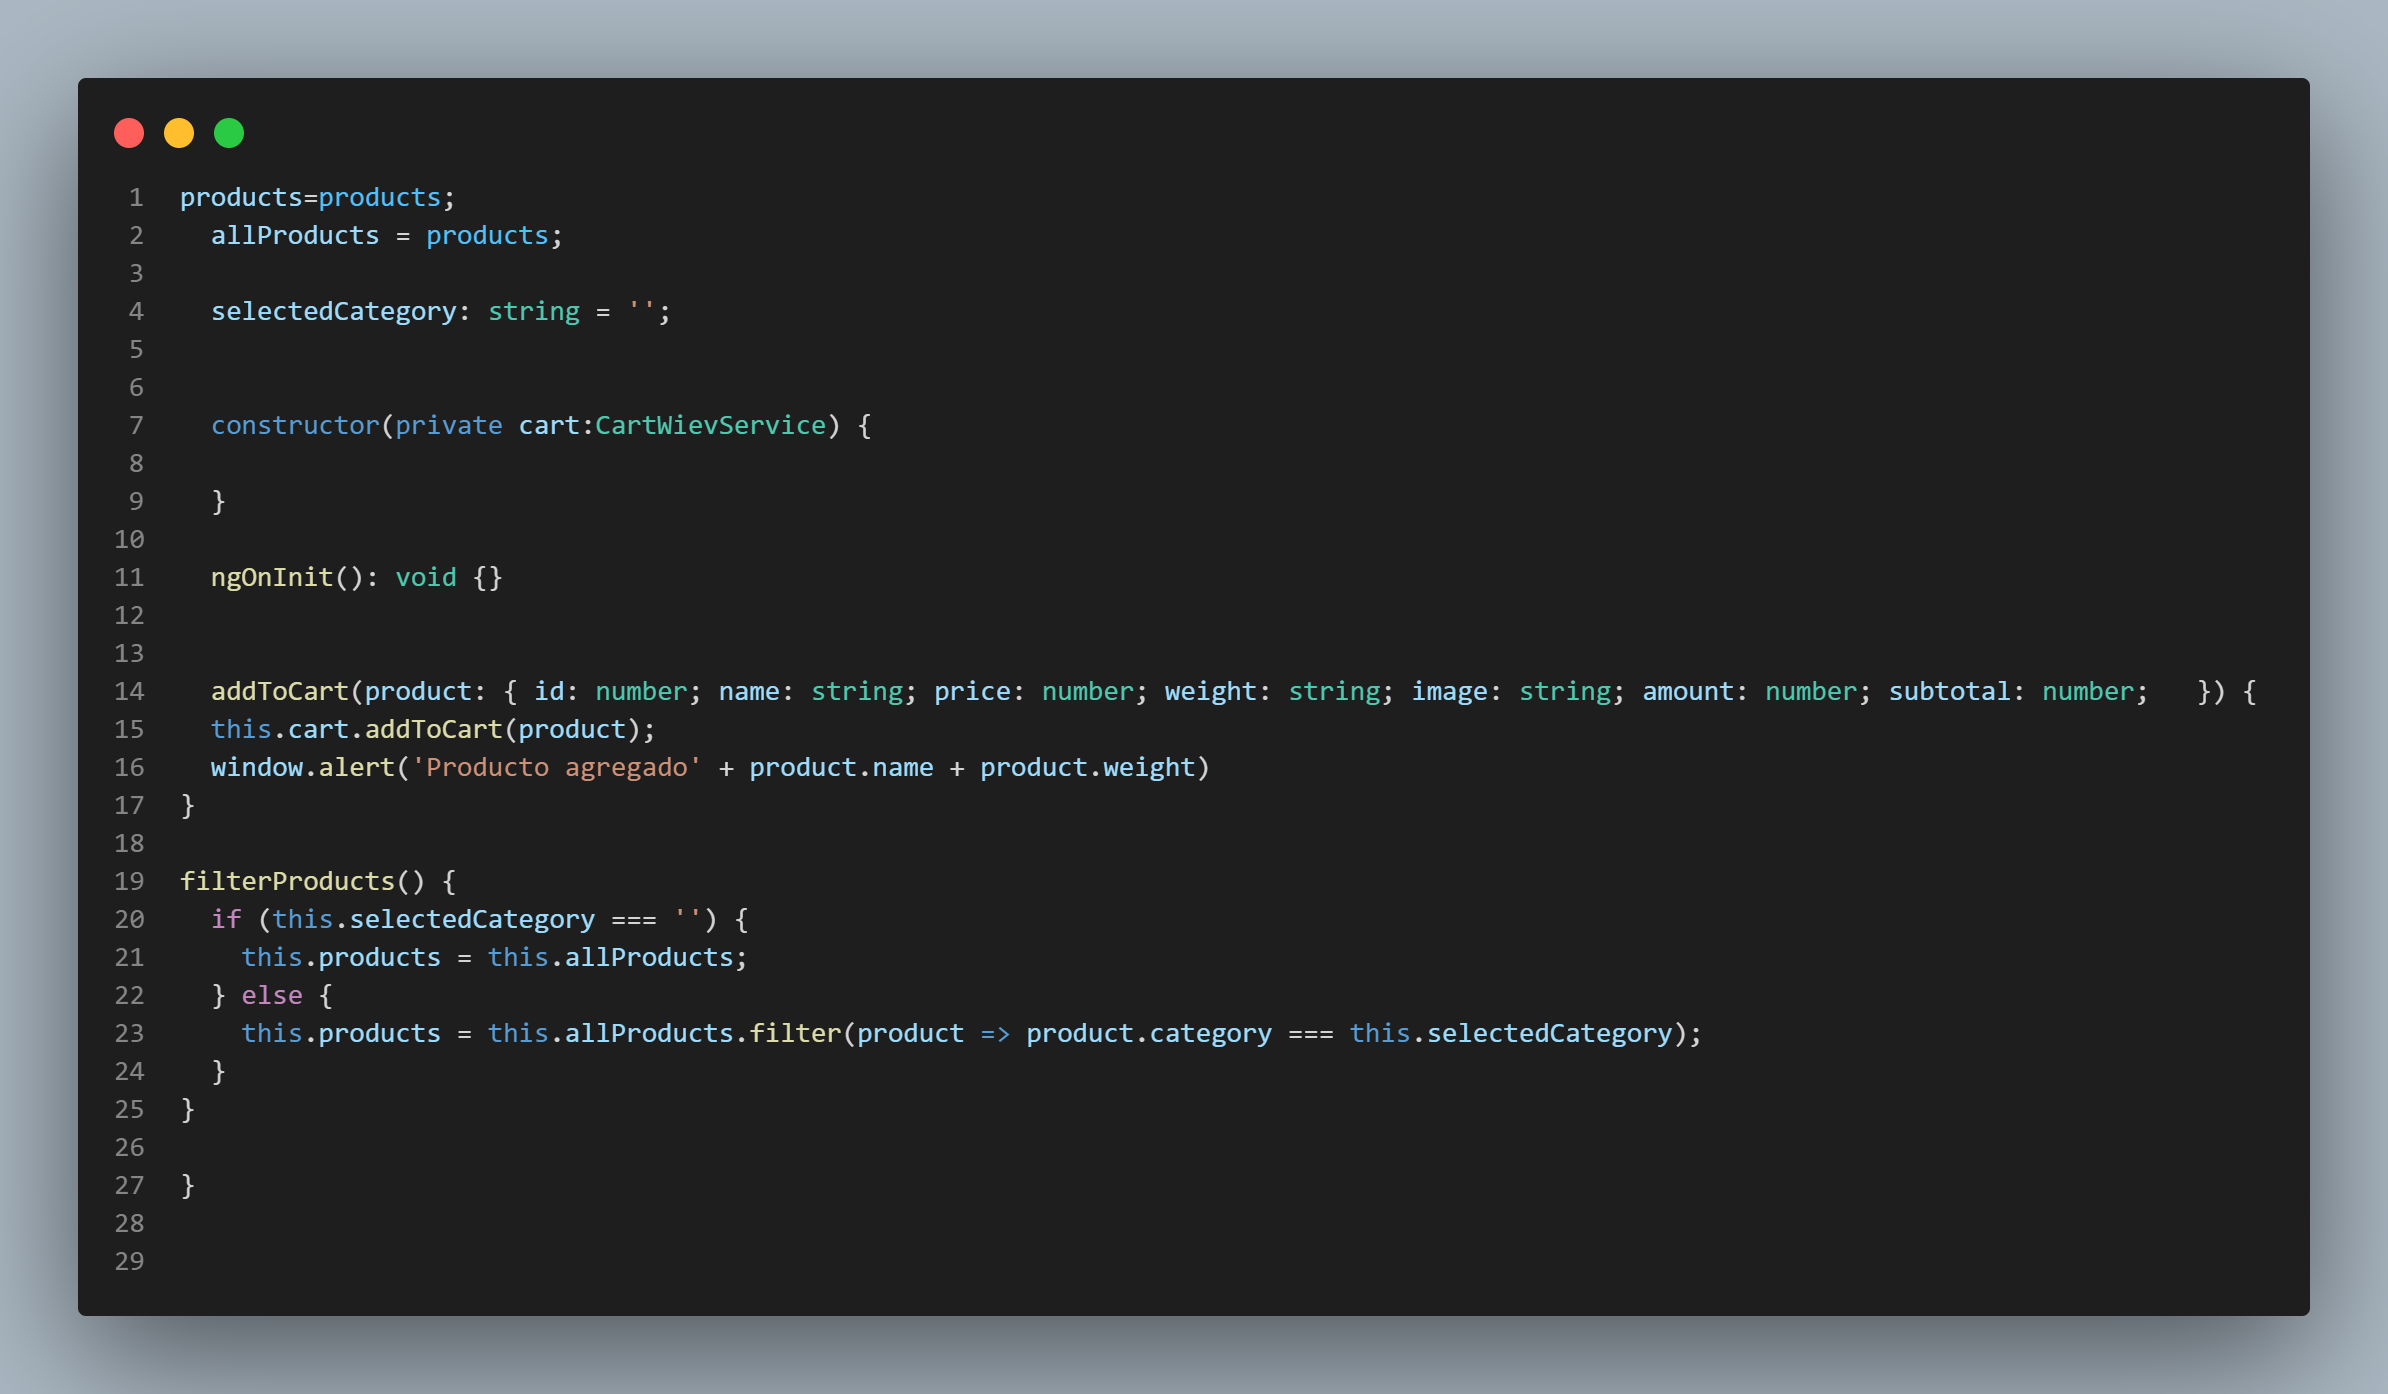 1 products=products;
2   allProducts = products;
3
4   selectedCategory: string = '';
5
6
7   constructor(private cart:CartWievService) {
8
9   }
10
11   ngOnInit(): void {}
12
13
14   addToCart(product: { id: number; name: string; price: number; weight: string; image: string; amount: number; subtotal: number;   }) {
15   this.cart.addToCart(product);
16   window.alert('Producto agregado' + product.name + product.weight)
17 }
18
19 filterProducts() {
20   if (this.selectedCategory === '') {
21     this.products = this.allProducts;
22   } else {
23     this.products = this.allProducts.filter(product => product.category === this.selectedCategory);
24   }
25 }
26
27 }
28
29